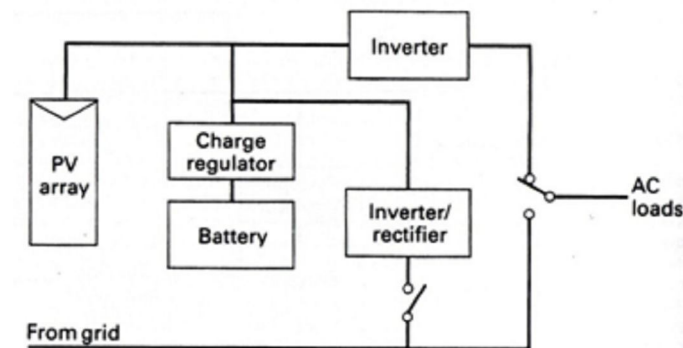 Inverter
PV
array
Charge
regulator
Battery
Inverter/
rectifier
AC
loads
From grid